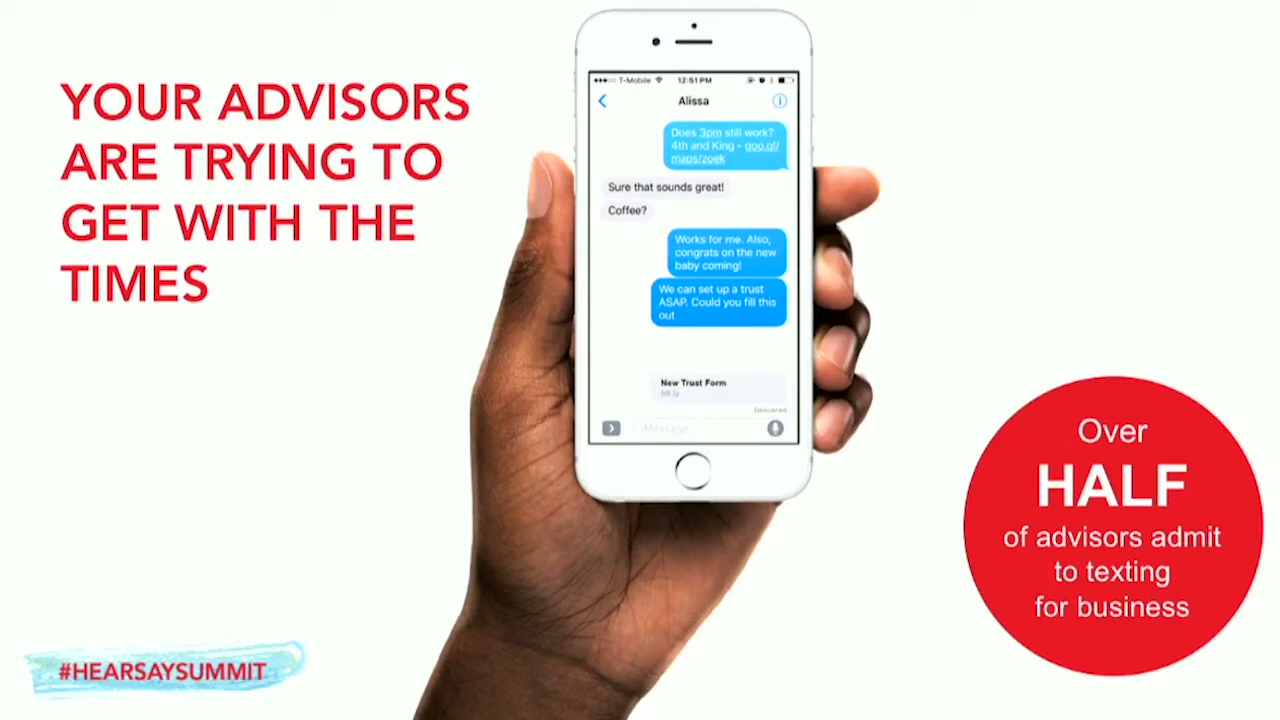 YOUR ADVISORS
ARE TRYING TO
GET WITH THE
TIMES
T-Mobile
12:51 PM
Alissa
Does 3pm still work?
4th and King – goo.gl/
maps/zoek
Sure that sounds great!
Coffee?
Works for me. Also,
congrats on the new
baby coming!
We can set up a trust
ASAP. Could you fill this
out
New Trust Form
Delivered
Message
Over
HALF
of advisors admit
to texting
for business
#HEARSAYSUMMIT